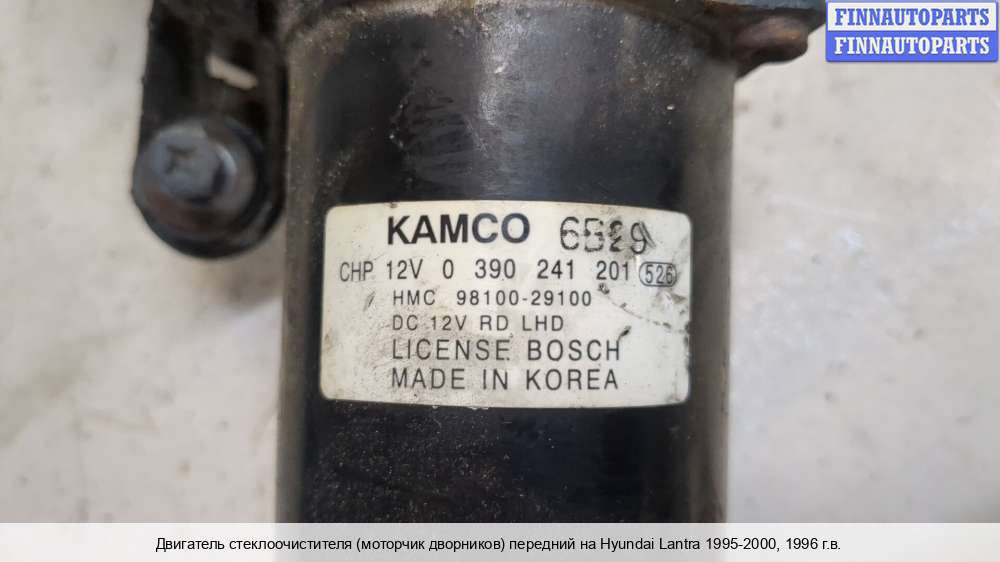 FINNAUTOPARTS
FINNAUTOPARTS
KAMCO 6B29
CHP 12V 0 390 241 201 526
HMC 98100-29100
DC 12V RD LHD
LICENSE BOSCH
MADE IN KOREA
Двигатель стеклоочистителя (моторчик дворников) передний на Hyundai Lantra 1995-2000, 1996 г.в.